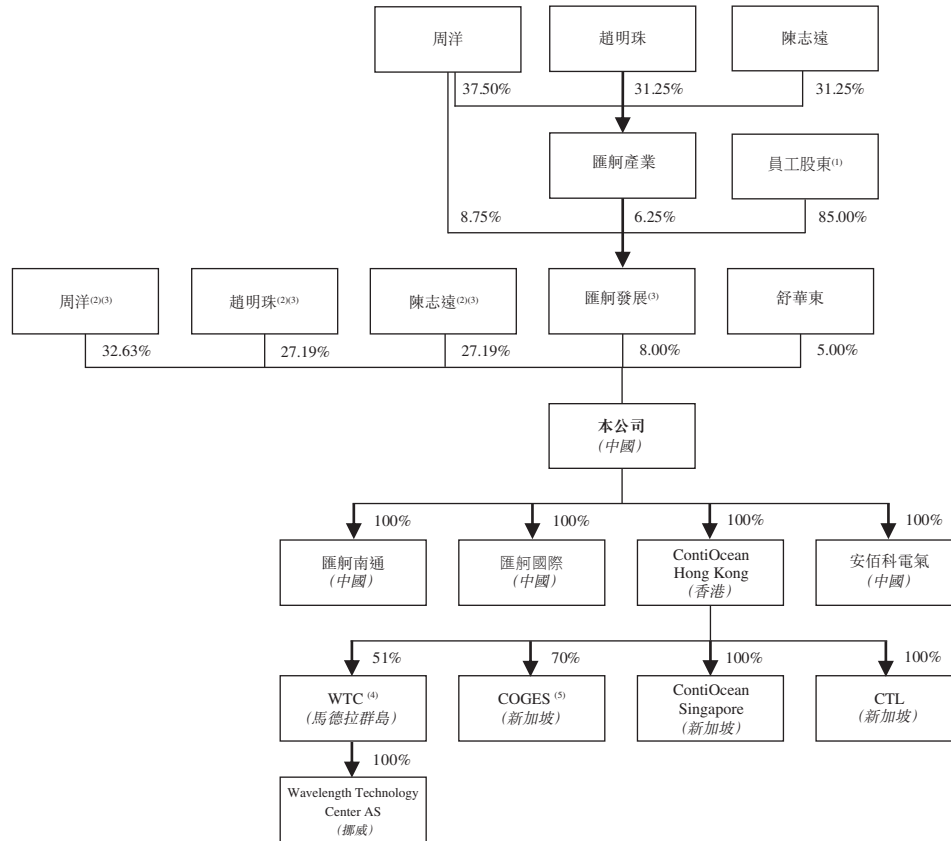 周洋
趙明珠
陳志遠
37.50%
31.25%
31.25%
匯舸產業
員工股東(1)
8.75%
6.25%
85.00%
周洋(2)(3)
趙明珠(2)(3)
陳志遠(2)(3)
匯舸發展(3)
舒華東
32.63%
27.19%
27.19%
8.00%
5.00%
本公司
(中國)
100%
100%
100%
100%
匯舸南通
(中國)
匯舸國際
(中國)
ContiOcean
Hong Kong
(香港)
安佰科電氣
(中國)
51%
70%
100%
100%
WTC (4)
(馬德拉群島)
COGES (5)
(新加坡)
ContiOcean
Singapore
(新加坡)
CTL
(新加坡)
100%
Wavelength Technology
Center AS
(挪威)